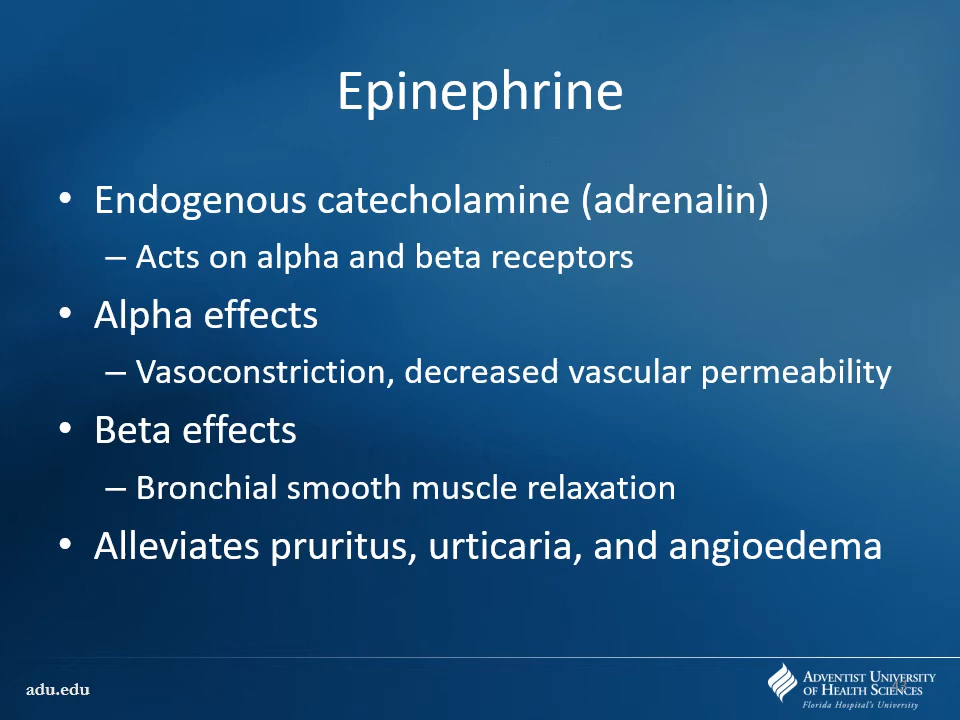 Epinephrine
• Endogenous catecholamine (adrenalin)
– Acts on alpha and beta receptors
• Alpha effects
– Vasoconstriction, decreased vascular permeability
• Beta effects
– Bronchial smooth muscle relaxation
• Alleviates pruritus, urticaria, and angioedema
adu.edu
ADVENTIST UNIVERSITY
OF HEALTH SCIENCES
Florida Hospital's University